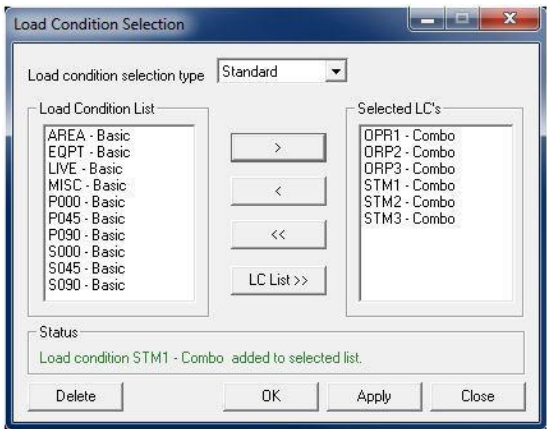 Load Condition Selection
Load condition selection type Standard
Load Condition List
AREA - Basic
EQPT - Basic
LIVE - Basic
MISC - Basic
P000 - Basic
P045 - Basic
P090 - Basic
S000 - Basic
S045 - Basic
S090 - Basic
>
<
<<
LC List >>
Selected LC's
OPR1 - Combo
ORP2 - Combo
ORP3 - Combo
STM1 - Combo
STM2 - Combo
STM3 - Combo
Status
Load condition STM1 - Combo added to selected list.
Delete OK Apply Close